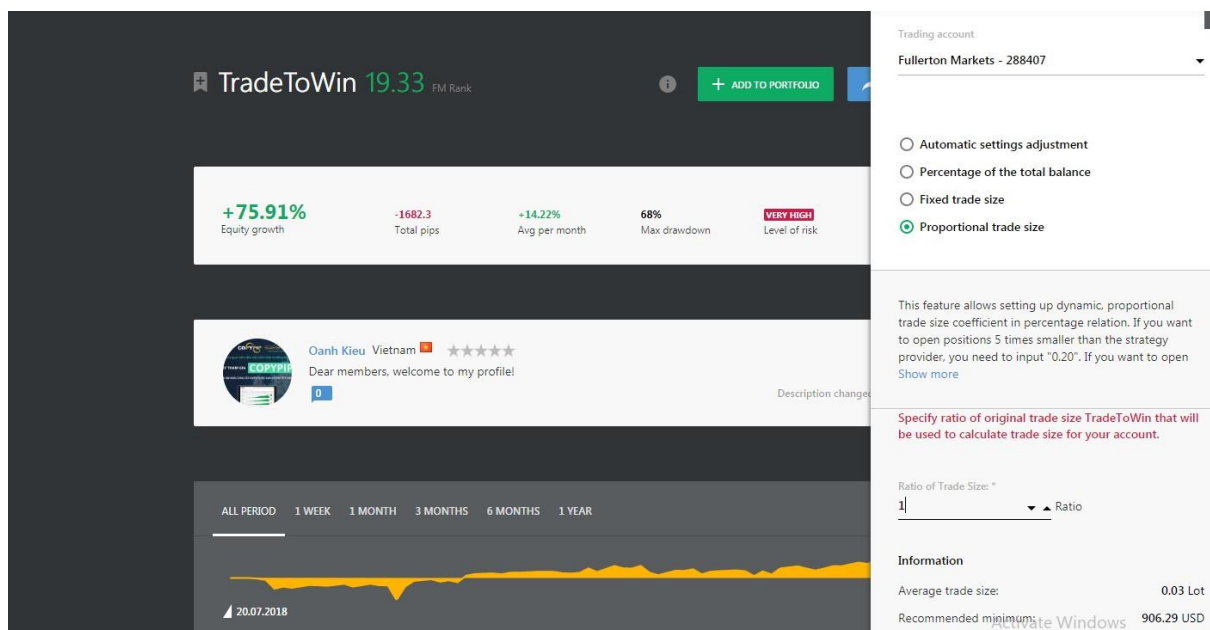 TradeToWin 19.33 FM Rank
ADD TO PORTFOLIO
+75.91%
Equity growth
-1682.3
Total pips
+14.22%
Avg per month
68%
Max drawdown
VERY HIGH
Level of risk
COPYPIP
Oanh Kieu Vietnam
Dear members, welcome to my profile!
0
Description changed
ALL PERIOD 1 WEEK 1 MONTH 3 MONTHS 6 MONTHS 1 YEAR
20.07.2018
Trading account
Fullerton Markets - 288407
Automatic settings adjustment
Percentage of the total balance
Fixed trade size
Proportional trade size
This feature allows setting up dynamic, proportional
trade size coefficient in percentage relation. If you want
to open positions 5 times smaller than the strategy
provider, you need to input "0.20". If you want to open
Show more
Specify ratio of original trade size TradeToWin that will
be used to calculate trade size for your account.
Ratio of Trade Size: *
1 Ratio
Information
Average trade size: 0.03 Lot
Recommended minimum: 906.29 USD
Activate Windows